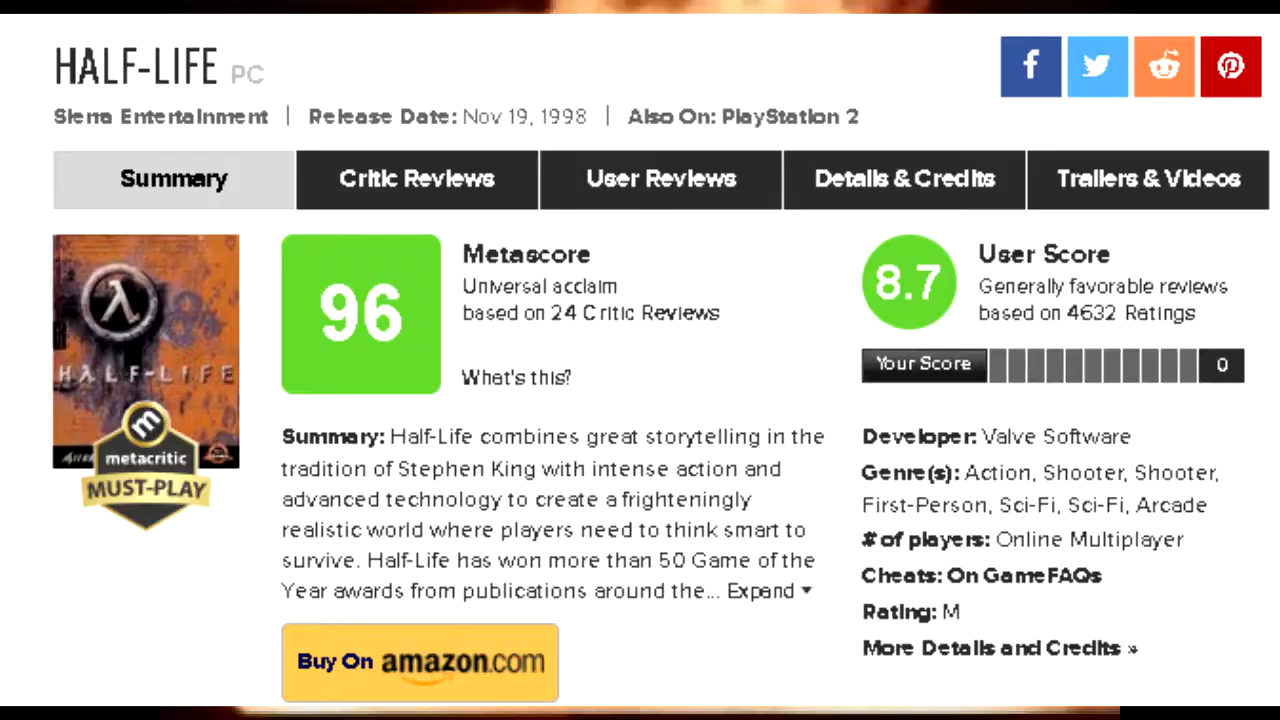 HALF-LIFE PC
Sierra Entertainment | Release Date: Nov 19, 1998 | Also On: PlayStation 2
Summary
Critic Reviews
User Reviews
Details & Credits
Trailers & Videos
HALF-LIFE
metacritic
MUST-PLAY
96
Metascore
Universal acclaim
based on 24 Critic Reviews
What's this?
8.7
User Score
Generally favorable reviews
based on 4632 Ratings
Your Score
0
Summary: Half-Life combines great storytelling in the
tradition of Stephen King with intense action and
advanced technology to create a frighteningly
realistic world where players need to think smart to
survive. Half-Life has won more than 50 Game of the
Year awards from publications around the... Expand
Buy On amazon.com
Developer: Valve Software
Genre(s): Action, Shooter, Shooter,
First-Person, Sci-Fi, Sci-Fi, Arcade
# of players: Online Multiplayer
Cheats: On GameFAQs
Rating: M
More Details and Credits »